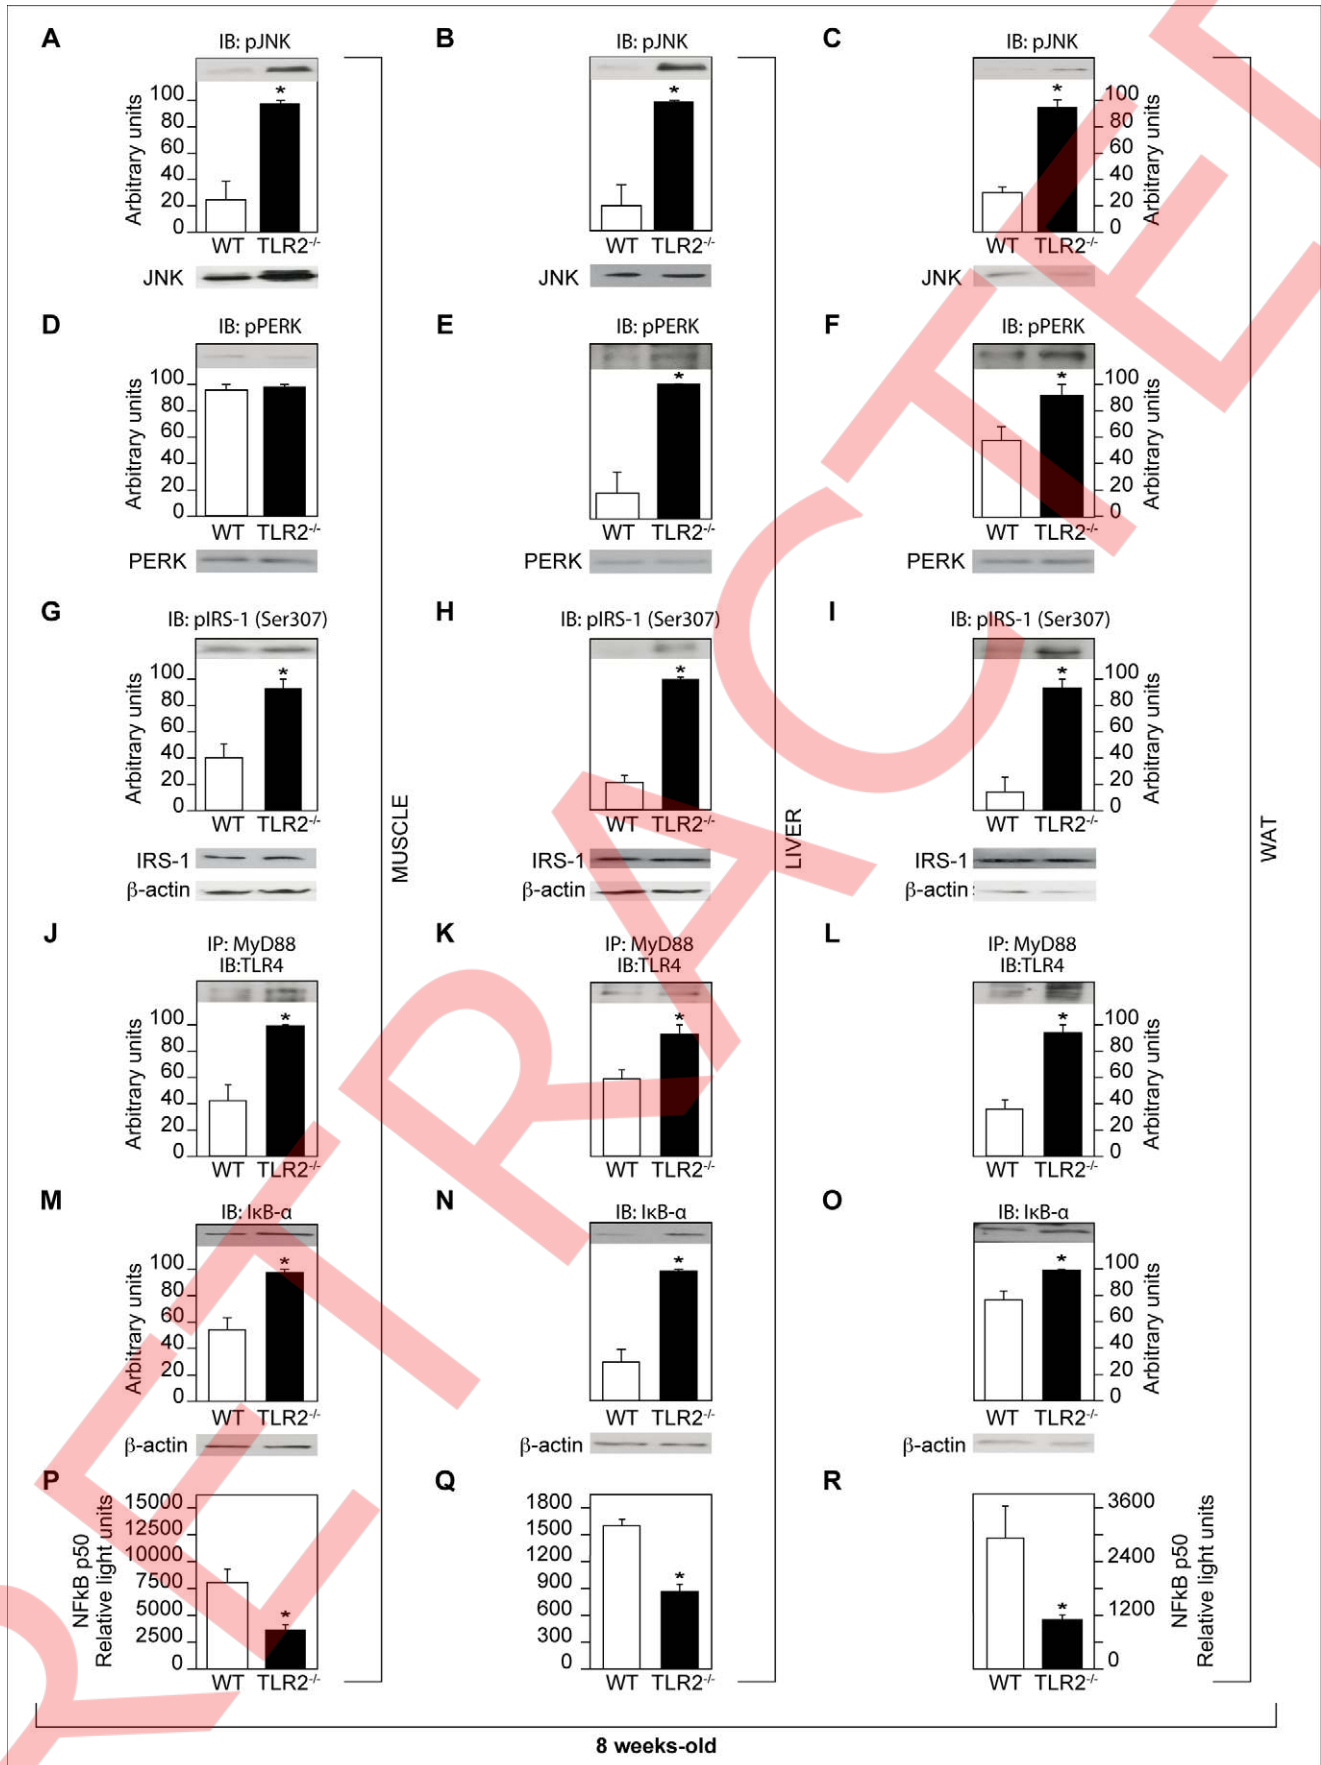 A
B
C
IB: pJNK
IB: pJNK
IB: pJNK
Arbitrary units
100
80
60
40
20
0
*
WT TLR2-/-
JNK
*
WT TLR2-/-
JNK
*
WT TLR2-/-
100
80
60
40
20
0
Arbitrary units
JNK
D
E
F
IB: pPERK
IB: pPERK
IB: pPERK
Arbitrary units
100
80
60
40
20
0
WT TLR2-/-
PERK
*
WT TLR2-/-
PERK
*
WT TLR2-/-
100
80
60
40
20
0
Arbitrary units
PERK
G
H
I
IB: pIRS-1 (Ser307)
IB: pIRS-1 (Ser307)
IB: pIRS-1 (Ser307)
Arbitrary units
100
80
60
40
20
0
*
WT TLR2-/-
IRS-1
β-actin
*
WT TLR2-/-
IRS-1
β-actin
*
WT TLR2-/-
100
80
60
40
20
0
Arbitrary units
IRS-1
β-actin
MUSCLE
LIVER
WAT
J
K
L
IP: MyD88
IB:TLR4
IP: MyD88
IB:TLR4
IP: MyD88
IB:TLR4
Arbitrary units
100
80
60
40
20
0
*
WT TLR2-/-
*
WT TLR2-/-
*
WT TLR2-/-
100
80
60
40
20
0
Arbitrary units
M
N
O
IB: IκB-α
IB: IκB-α
IB: IκB-α
Arbitrary units
100
80
60
40
20
0
*
WT TLR2-/-
β-actin
*
WT TLR2-/-
β-actin
*
WT TLR2-/-
100
80
60
40
20
0
Arbitrary units
β-actin
P
Q
R
NFkB p50
Relative light units
15000
12500
10000
7500
5000
2500
0
*
WT TLR2-/-
1800
1500
1200
900
600
300
0
*
WT TLR2-/-
*
WT TLR2-/-
3600
2400
1200
0
NFkB p50
Relative light units
8 weeks-old
RETRACTED